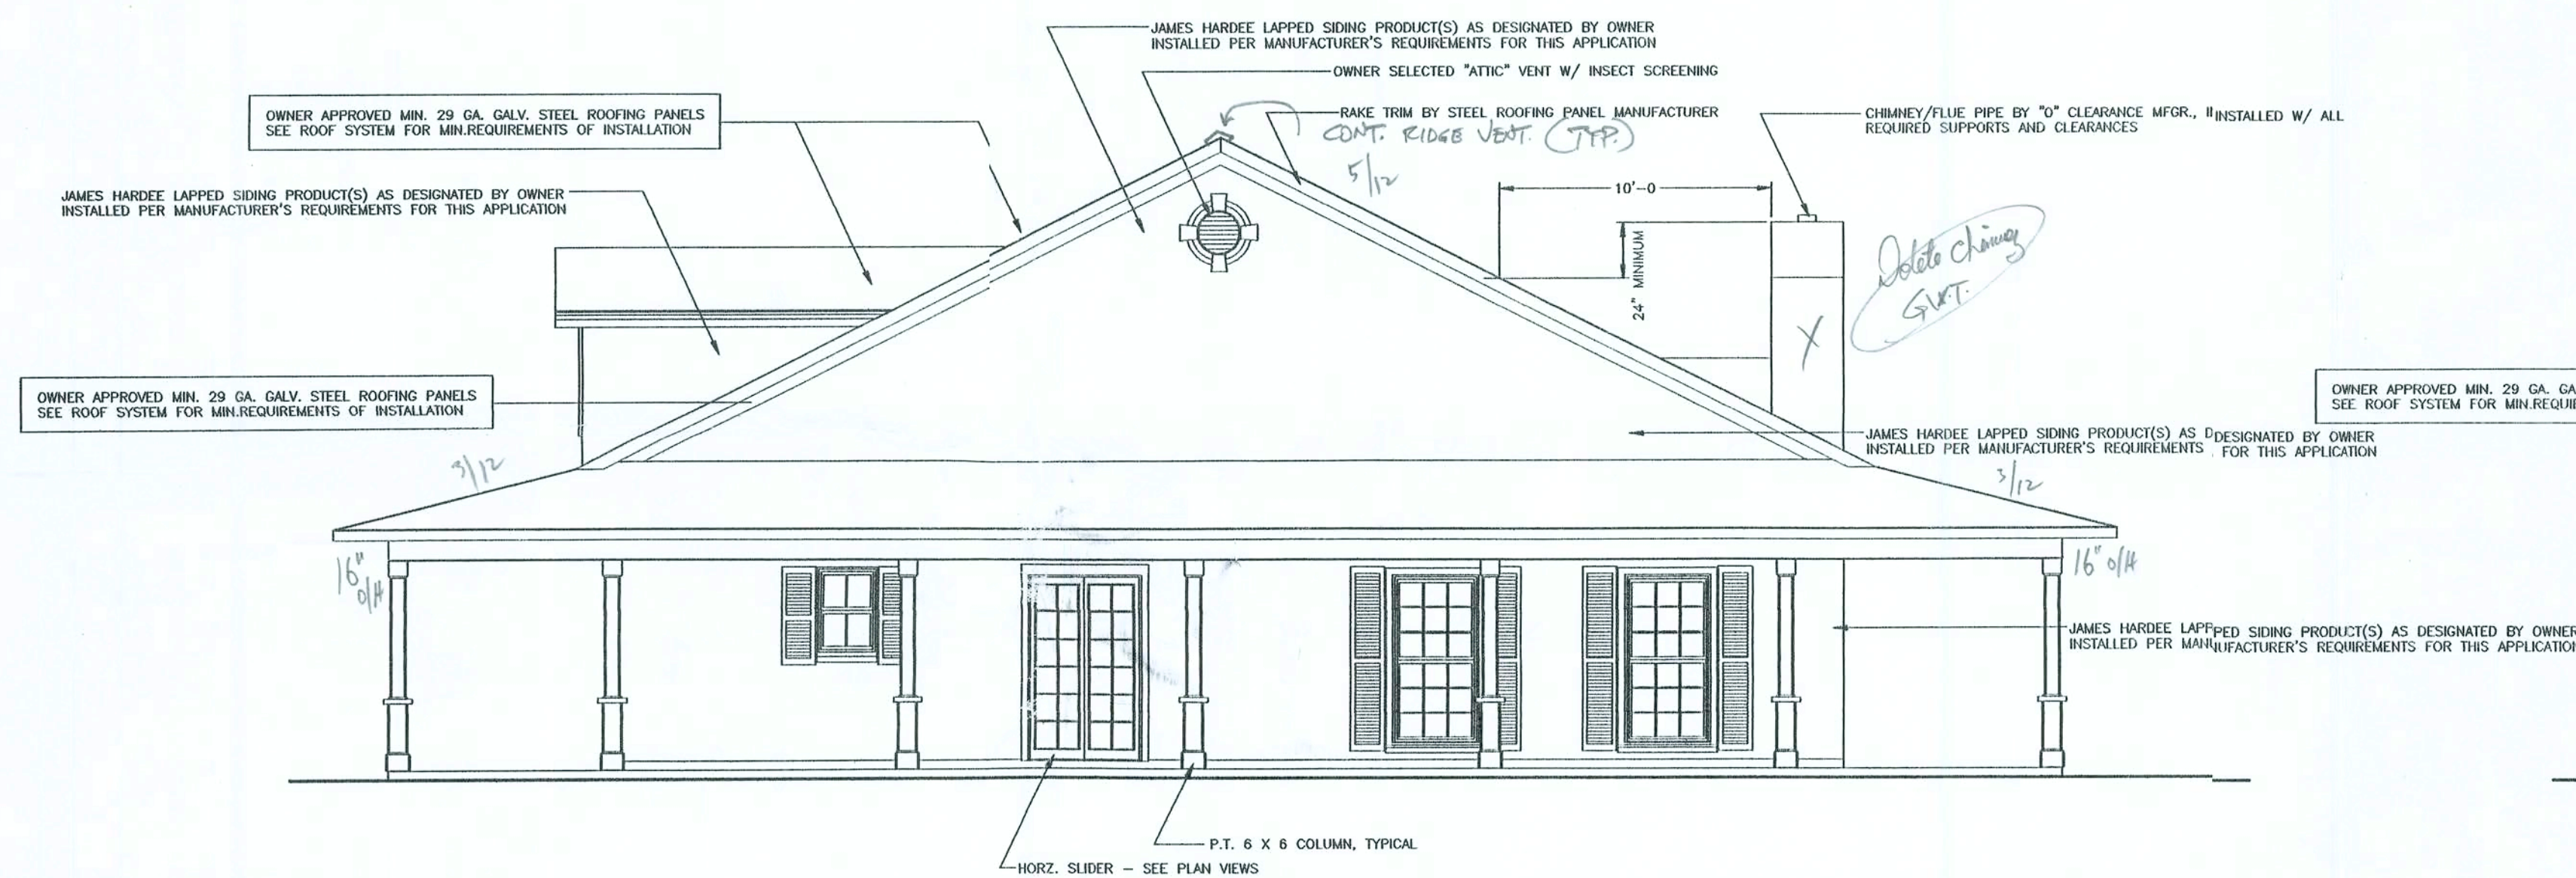 JAMES HARDEE LAPPED SIDING PRODUCT(S) AS DESIGNATED BY OWNER
INSTALLED PER MANUFACTURER'S REQUIREMENTS FOR THIS APPLICATION
OWNER SELECTED "ATTIC" VENT W/ INSECT SCREENING
RAKE TRIM BY STEEL ROOFING PANEL MANUFACTURER
CONT. RIDGE VENT. (TYP.)
5/12
OWNER APPROVED MIN. 29 GA. GALV. STEEL ROOFING PANELS
SEE ROOF SYSTEM FOR MIN.REQUIREMENTS OF INSTALLATION
CHIMNEY/FLUE PIPE BY "0" CLEARANCE MFGR., INSTALLED W/ ALL
REQUIRED SUPPORTS AND CLEARANCES
JAMES HARDEE LAPPED SIDING PRODUCT(S) AS DESIGNATED BY OWNER
INSTALLED PER MANUFACTURER'S REQUIREMENTS FOR THIS APPLICATION
10'-0
24" MINIMUM
Delete chimney
X
OWNER APPROVED MIN. 29 GA. GALV. STEEL ROOFING PANELS
SEE ROOF SYSTEM FOR MIN.REQUIREMENTS OF INSTALLATION
OWNER APPROVED MIN. 29 GA. GA
SEE ROOF SYSTEM FOR MIN.REQUI
JAMES HARDEE LAPPED SIDING PRODUCT(S) AS DDESIGNATED BY OWNER
INSTALLED PER MANUFACTURER'S REQUIREMENTS FOR THIS APPLICATION
3/12
3/12
16" O/H
16" O/H
JAMES HARDEE LAPPPED SIDING PRODUCT(S) AS DESIGNATED BY OWNER
INSTALLED PER MANUFACTURER'S REQUIREMENTS FOR THIS APPLICATION
P.T. 6 X 6 COLUMN, TYPICAL
HORZ. SLIDER – SEE PLAN VIEWS